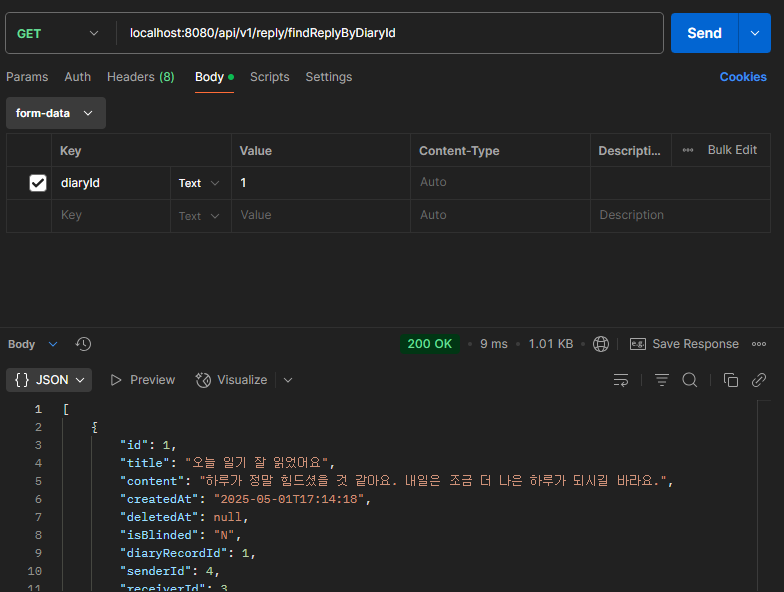 GET localhost:8080/api/v1/reply/findReplyByDiaryId Send
Params Auth Headers (8) Body Scripts Settings Cookies
form-data
Key Value Content-Type Descripti... Bulk Edit
diaryId Text 1 Auto
Key Text Value Auto Description
Body 200 OK 9 ms 1.01 KB e.g. Save Response
{} JSON Preview Visualize
1 [
2 {
3 "id": 1,
4 "title": "오늘 일기 잘 읽었어요",
5 "content": "하루가 정말 힘드셨을 것 같아요. 내일은 조금 더 나은 하루가 되시길 바라요.",
6 "createdAt": "2025-05-01T17:14:18",
7 "deletedAt": null,
8 "isBlinded": "N",
9 "diaryRecordId": 1,
10 "senderId": 4,
11 "receiverId": 3